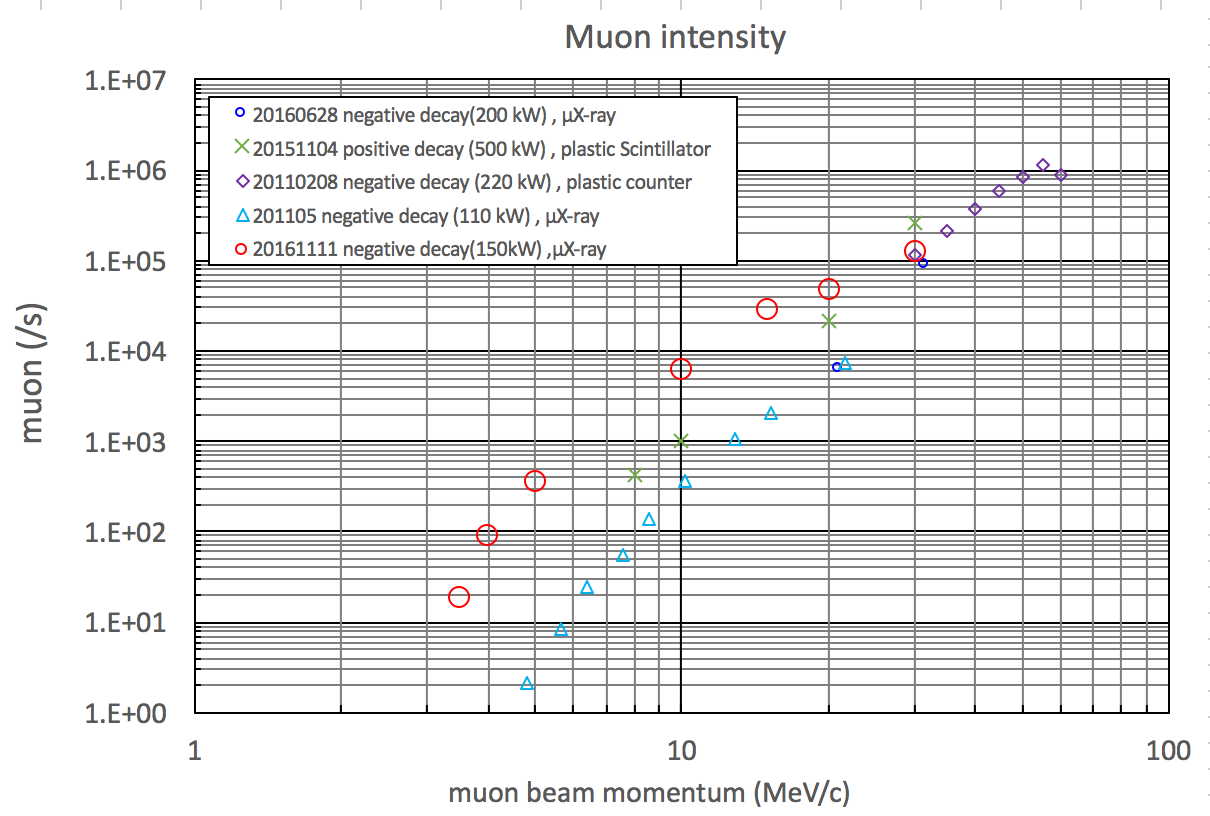 Muon intensity
1.E+07
1.E+06
1.E+05
1.E+04
1.E+03
1.E+02
1.E+01
1.E+00
muon (/s)
20160628 negative decay(200 kW) , µX-ray
20151104 positive decay (500 kW) , plastic Scintillator
20110208 negative decay (220 kW) , plastic counter
201105 negative decay (110 kW) , µX-ray
20161111 negative decay(150kW) ,µX-ray
1 10 100
muon beam momentum (MeV/c)